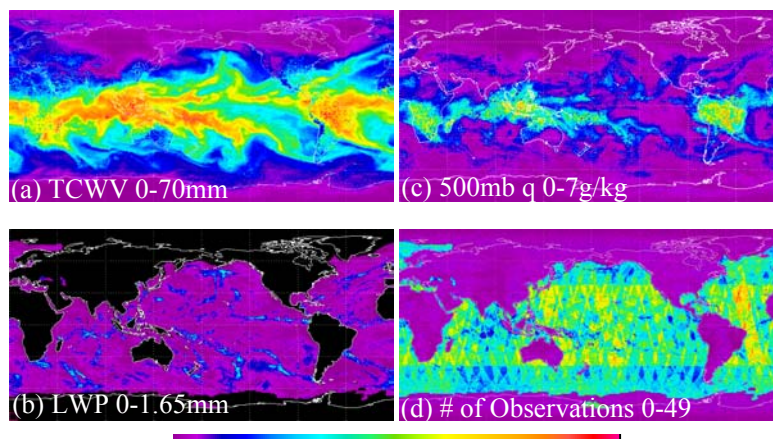 (a) TCWV 0-70mm
(c) 500mb q 0-7g/kg
(b) LWP 0-1.65mm
(d) # of Observations 0-49